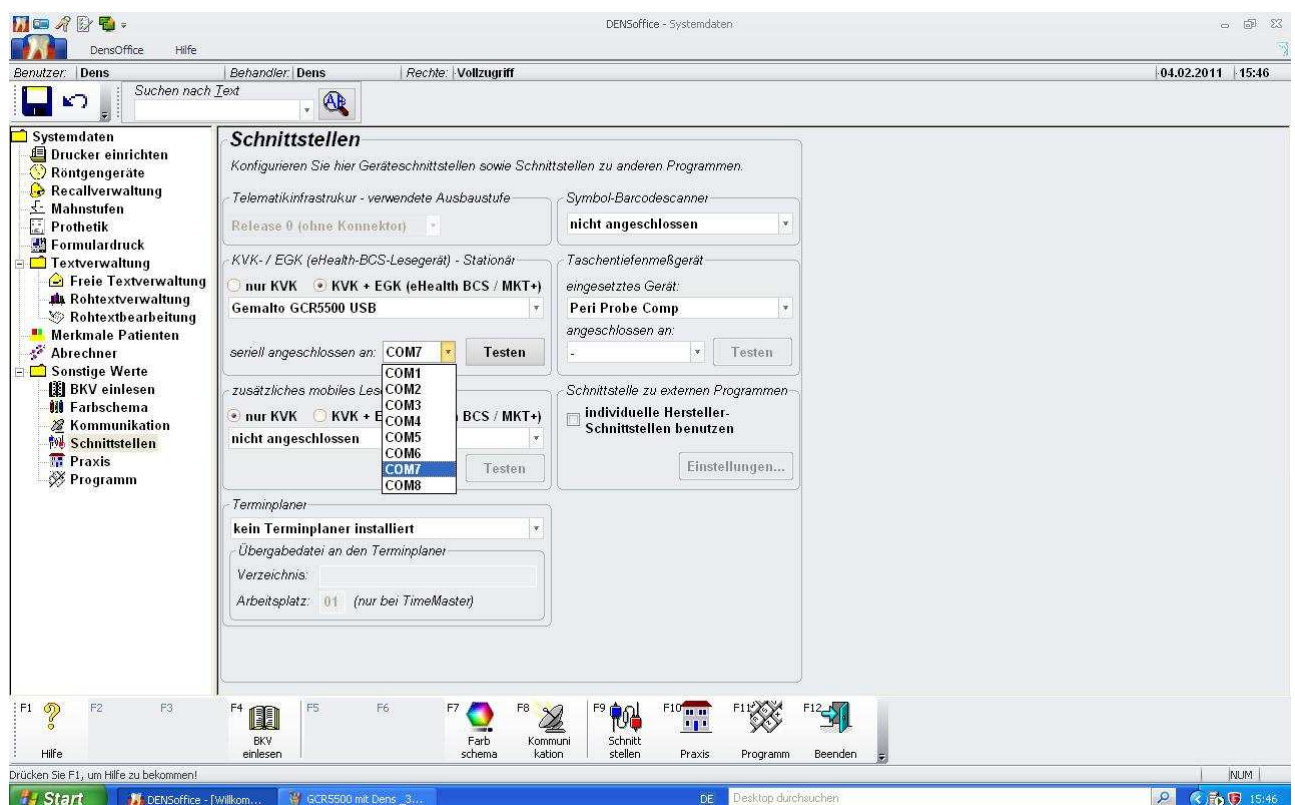 DENSoffice - Systemdaten
DensOffice Hilfe
Benutzer: Dens Behandler: Dens Rechte: Vollzugriff 04.02.2011 15:46
Suchen nach Text
Systemdaten
Drucker einrichten
Röntgengeräte
Recallverwaltung
Mahnstufen
Prothetik
Formulardruck
Textverwaltung
Freie Textverwaltung
Rohtextverwaltung
Rohtextbearbeitung
Merkmale Patienten
Abrechner
Sonstige Werte
BKV einlesen
Farbschema
Kommunikation
Schnittstellen
Praxis
Programm
Schnittstellen
Konfigurieren Sie hier Geräteschnittstellen sowie Schnittstellen zu anderen Programmen.
Telematikinfrastrukur - verwendete Ausbaustufe
Release 0 (ohne Konnektor)
KVK- / EGK (eHealth-BCS-Lesegerät) - Stationär
nur KVK KVK + EGK (eHealth BCS / MKT+)
Gemalto GCR5500 USB
seriell angeschlossen an: COM7 Testen
COM1
COM2
COM3
COM4
COM5
COM6
COM7
COM8
zusätzliches mobiles Les
nur KVK KVK + E BCS / MKT+)
nicht angeschlossen
Testen
Terminplaner
kein Terminplaner installiert
Übergabedatei an den Terminplaner
Verzeichnis:
Arbeitsplatz: 01 (nur bei TimeMaster)
Symbol-Barcodescanner
nicht angeschlossen
Taschentiefenmeßgerät
eingesetztes Gerät:
Peri Probe Comp
angeschlossen an:
- Testen
Schnittstelle zu externen Programmen
individuelle Hersteller-
Schnittstellen benutzen
Einstellungen...
F1 F2 F3 F4 F5 F6 F7 F8 F9 F10 F11 F12
Hilfe BKV einlesen Farb schema Kommuni kation Schnitt stellen Praxis Programm Beenden
Drücken Sie F1, um Hilfe zu bekommen! NUM
Start DENSoffice - [Willkom... GCR5500 mit Dens _3... DE Desktop durchsuchen 15:46